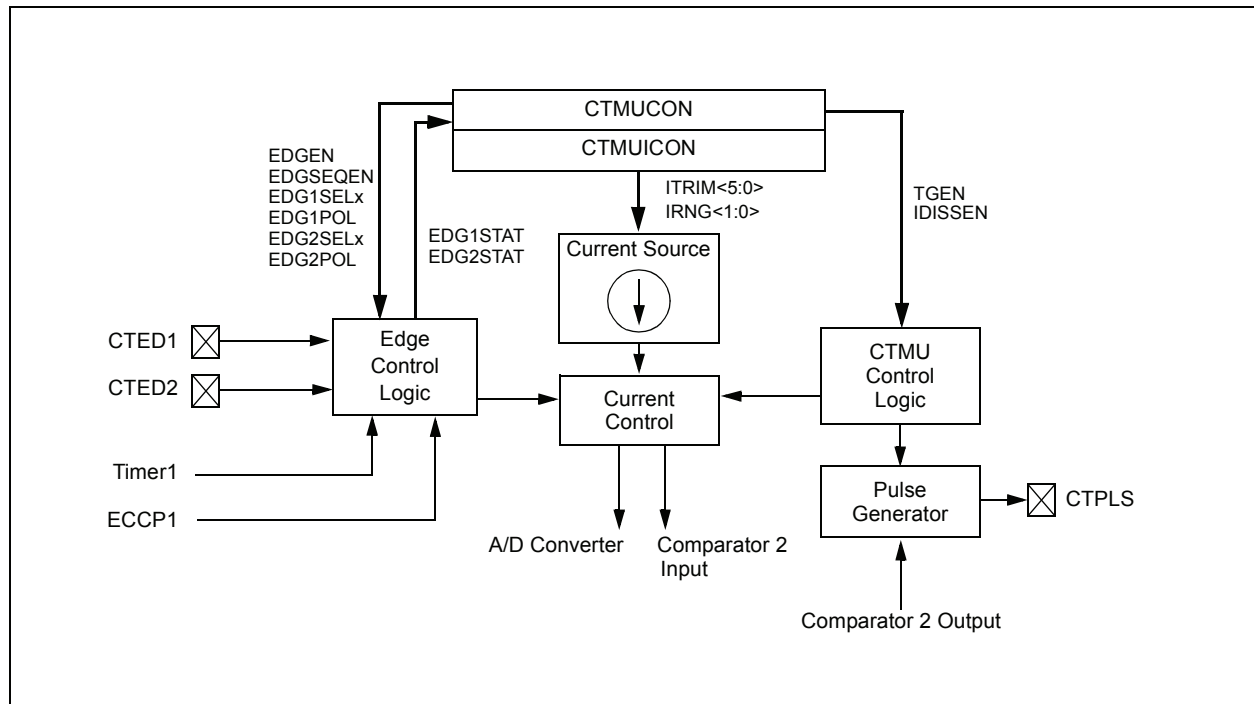 CTMUCON
CTMUICON
EDGEN
EDGSEQEN
EDG1SELx
EDG1POL
EDG2SELx
EDG2POL
EDG1STAT
EDG2STAT
ITRIM<5:0>
IRNG<1:0>
TGEN
IDISSEN
Current Source
CTED1
CTED2
Edge
Control
Logic
Current
Control
CTMU
Control
Logic
Timer1
ECCP1
Pulse
Generator
CTPLS
A/D Converter
Comparator 2
Input
Comparator 2 Output